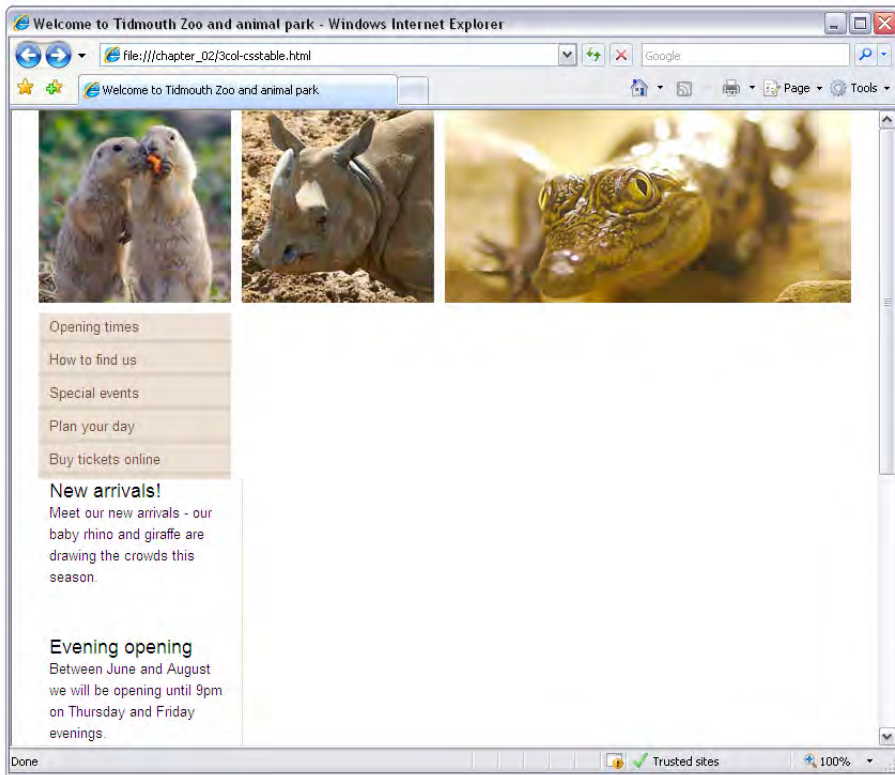 Welcome to Tidmouth Zoo and animal park - Windows Internet Explorer
file:///chapter_02/3col-csstable.html
Google
Welcome to Tidmouth Zoo and animal park
Page
Tools
Opening times
How to find us
Special events
Plan your day
Buy tickets online
New arrivals!
Meet our new arrivals - our
baby rhino and giraffe are
drawing the crowds this
season.
Evening opening
Between June and August
we will be opening until 9pm
on Thursday and Friday
evenings.
Done
Trusted sites
100%